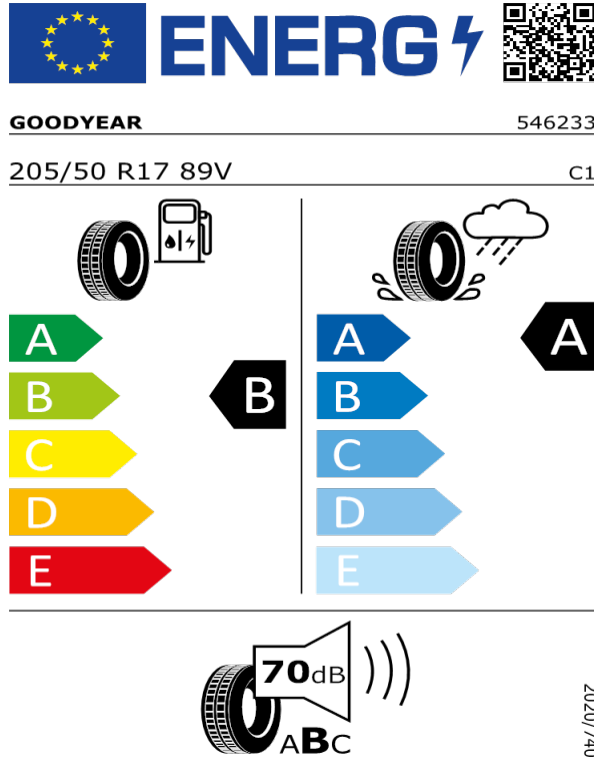 ENERG
GOODYEAR 546233
205/50 R17 89V C1
A A A
B B B
C C
D D
E E
70dB
ABC
2020/740